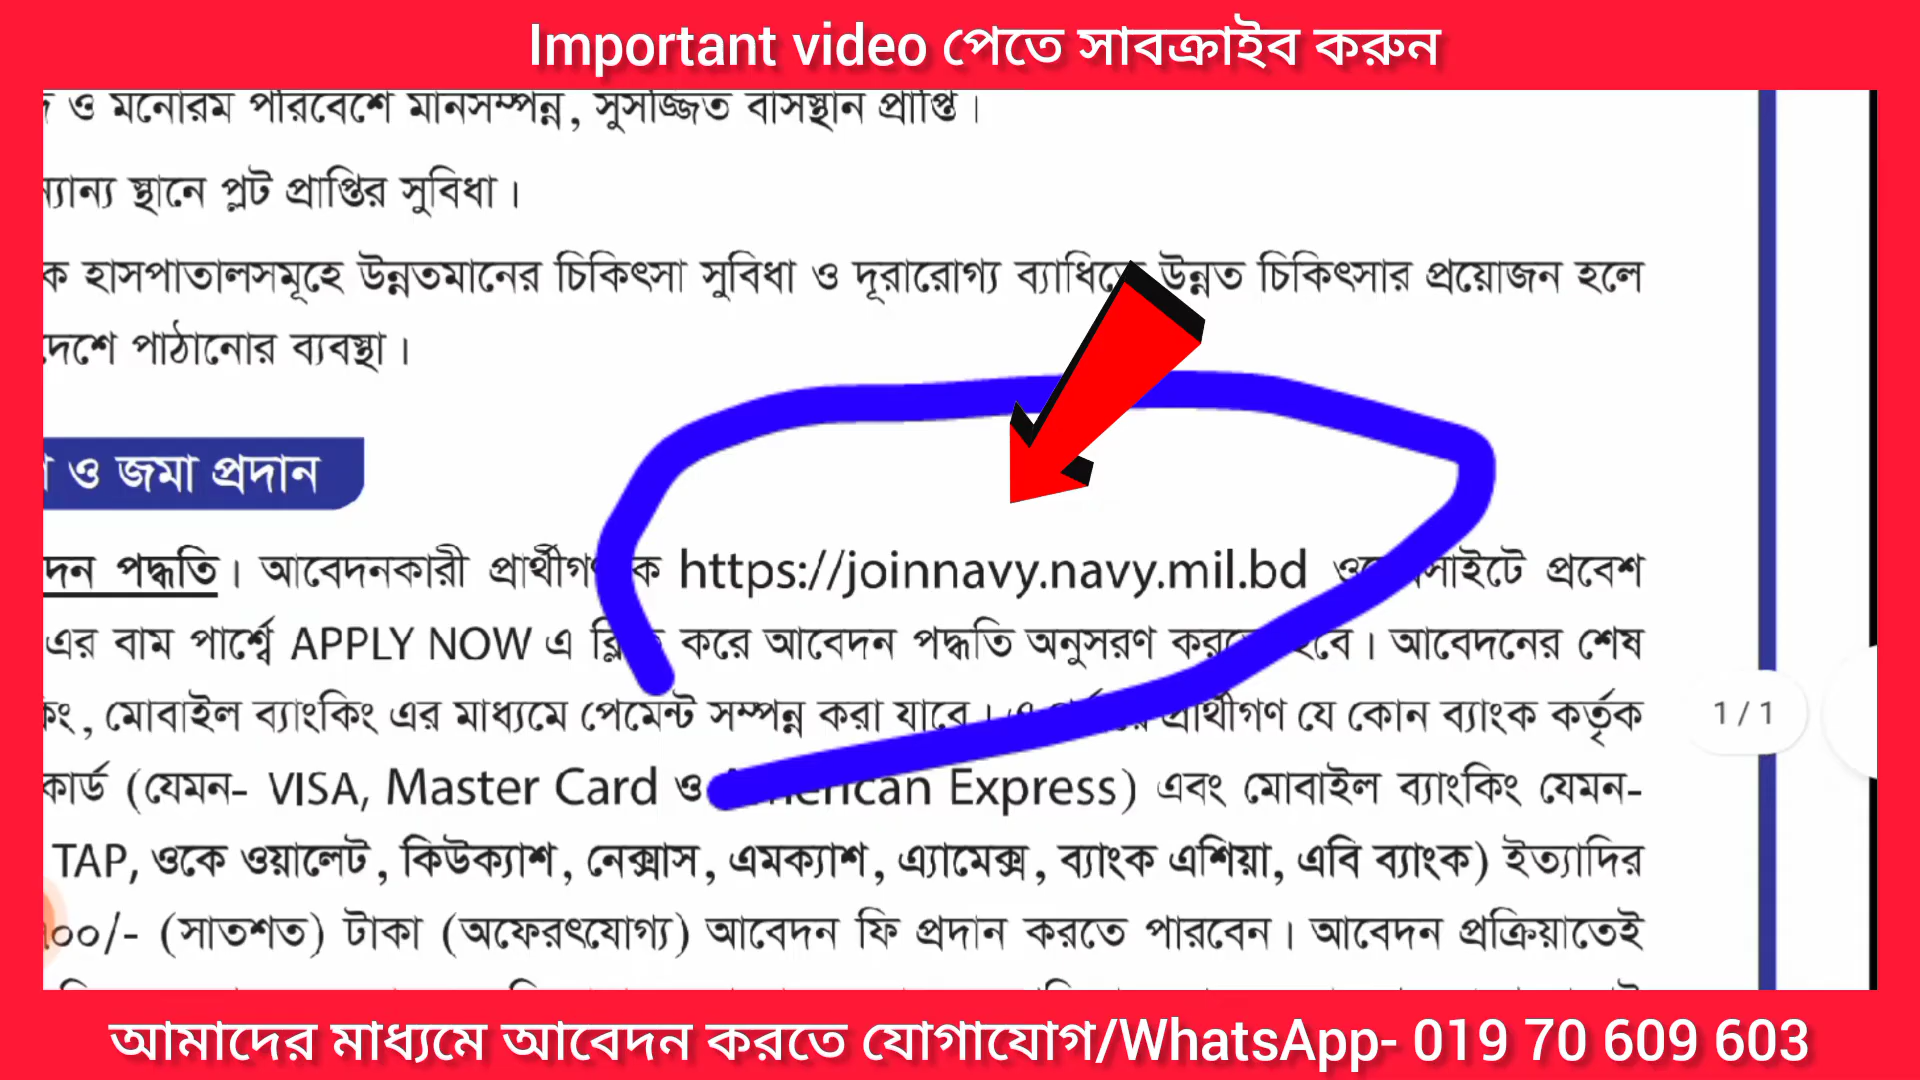 Important video পেতে সাবক্রাইব করুন
ও মনোরম পরিবেশে মানসম্পন্ন, সুসজ্জিত বাসস্থান প্রাপ্তি।
স্থানে প্লট প্রাপ্তির সুবিধা।
হাসপাতালসমূহে উন্নতমানের চিকিৎসা সুবিধা ও দূরারোগ্য ব্যাধিতে উন্নত চিকিৎসার প্রয়োজন হলে
পাঠানোর ব্যবস্থা।
ও জমা প্রদান
পদ্ধতি। আবেদনকারী https://joinnavy.navy.mil.bd প্রবেশ
এর বাম পার্শ্বে APPLY NOW এ করে আবেদন পদ্ধতি অনুসরণ করতে হবে। আবেদনের শেষ
মোবাইল ব্যাংকিং এর মাধ্যমে পেমেন্ট সম্পন্ন করা যাবে। প্রার্থীগণ যে কোন ব্যাংক কর্তৃক
কার্ড (যেমন- VISA, Master Card ও American Express) এবং মোবাইল ব্যাংকিং যেমন-
TAP, ওকে ওয়ালেট, কিউক্যাশ, নেক্সাস, এমক্যাশ, এ্যামেক্স, ব্যাংক এশিয়া, এবি ব্যাংক) ইত্যাদির
০০/- (সাতশত) টাকা (অফেরৎযোগ্য) আবেদন ফি প্রদান করতে পারবেন। আবেদন প্রক্রিয়াতেই
1 / 1
আমাদের মাধ্যমে আবেদন করতে যোগাযোগ/WhatsApp- 019 70 609 603